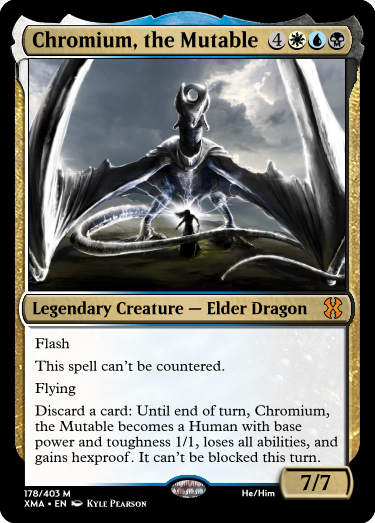 Chromium, the Mutable 4
Legendary Creature — Elder Dragon
Flash
This spell can't be countered.
Flying
Discard a card: Until end of turn, Chromium,
the Mutable becomes a Human with base
power and toughness 1/1, loses all abilities, and
gains hexproof. It can't be blocked this turn.
7/7
178/403 M
He/Him
XMA • EN Kyle Pearson